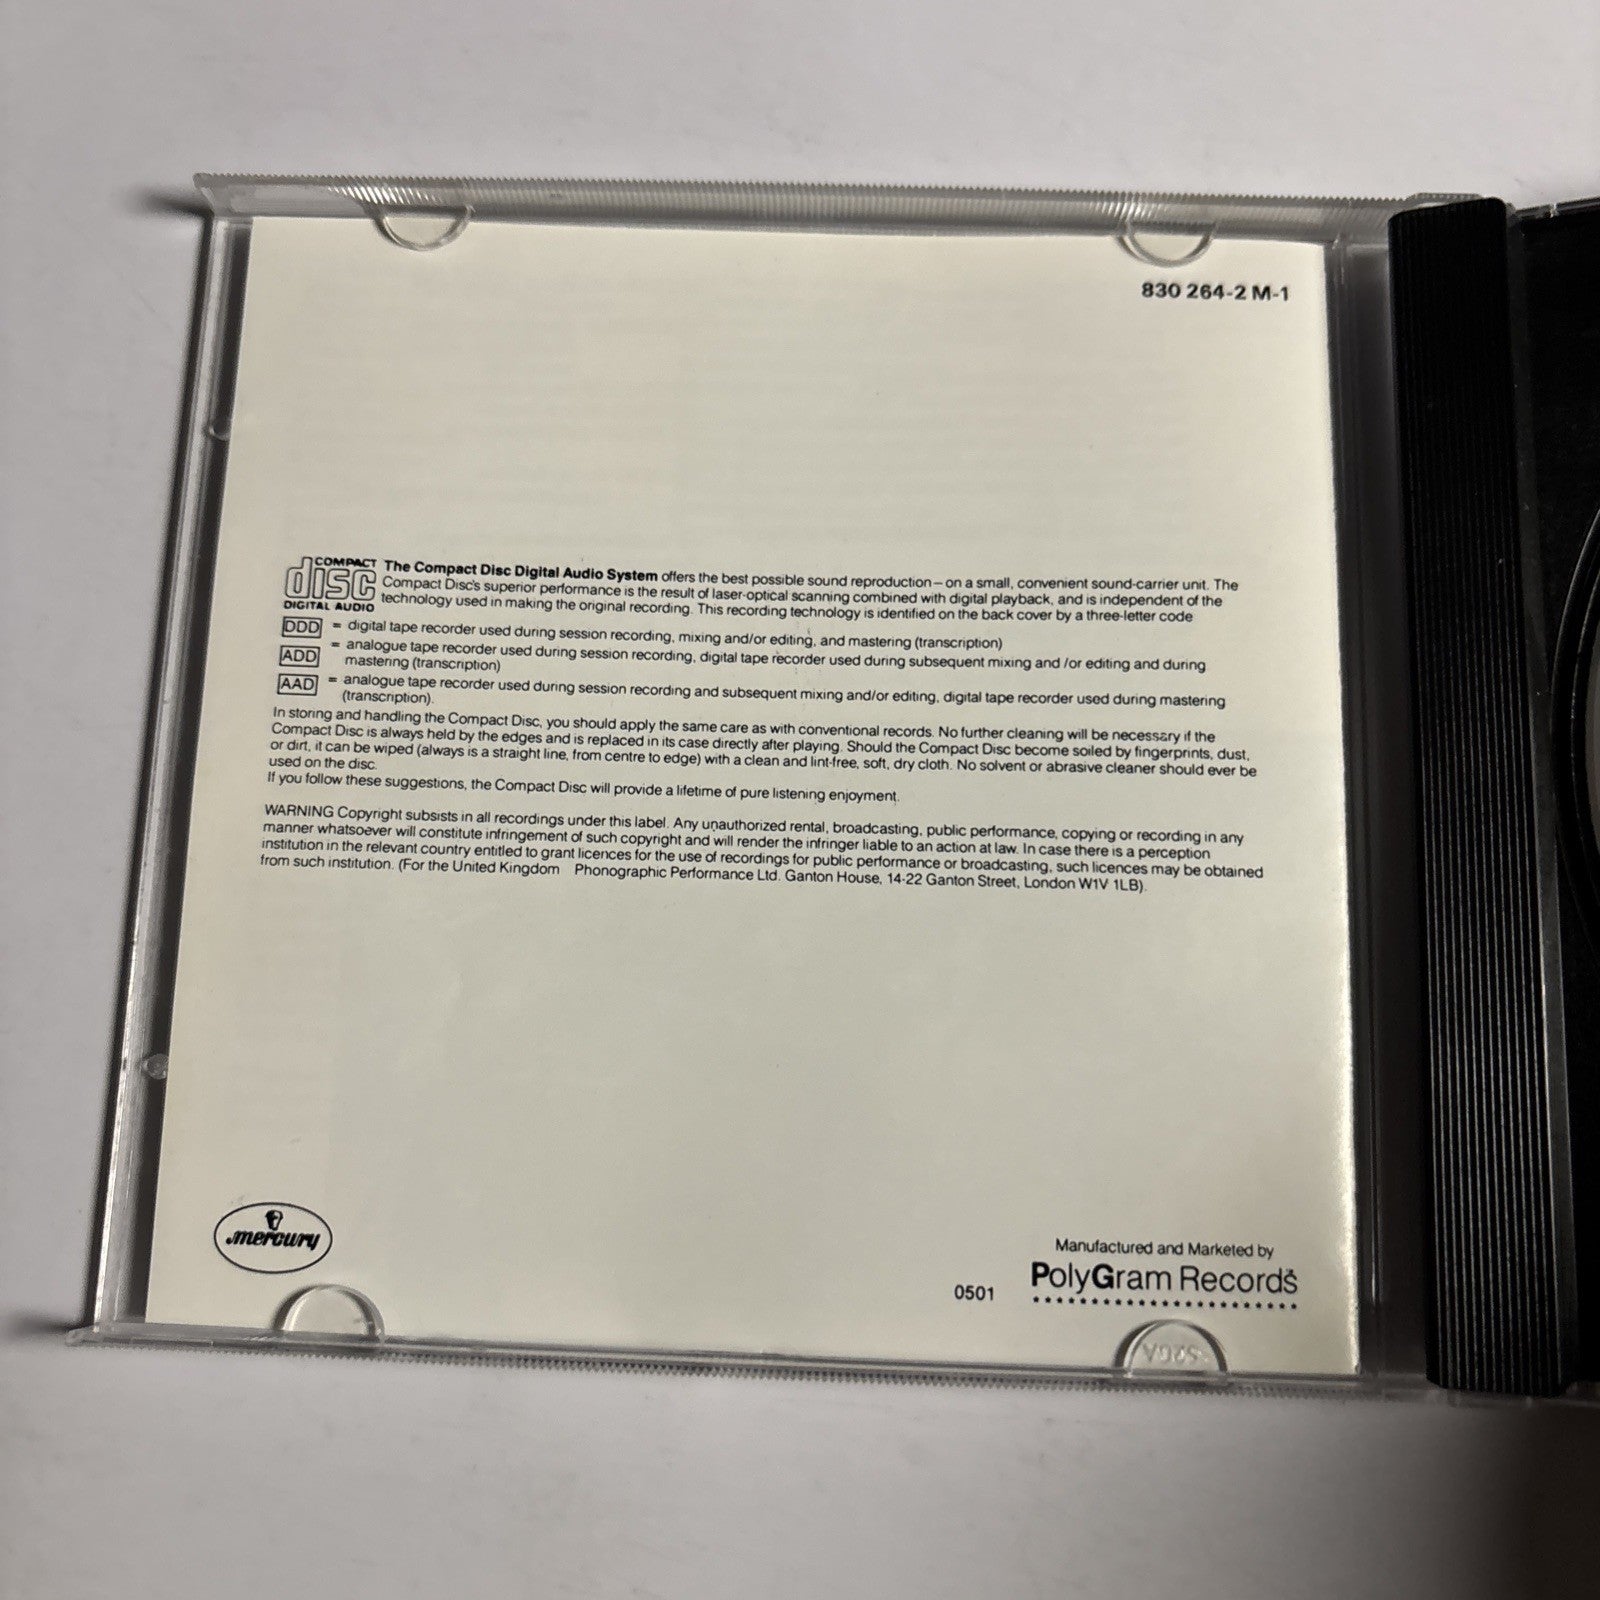 830 264-2 M-1
COMPACT
disc
DIGITAL AUDIO
The Compact Disc Digital Audio System offers the best possible sound reproduction – on a small, convenient sound-carrier unit. The
Compact Disc's superior performance is the result of laser-optical scanning combined with digital playback, and is independent of the
technology used in making the original recording. This recording technology is identified on the back cover by a three-letter code
DDD = digital tape recorder used during session recording, mixing and/or editing, and mastering (transcription)
ADD = analogue tape recorder used during session recording, digital tape recorder used during subsequent mixing and /or editing and during
mastering (transcription)
AAD = analogue tape recorder used during session recording and subsequent mixing and/or editing, digital tape recorder used during mastering
(transcription).
In storing and handling the Compact Disc, you should apply the same care as with conventional records. No further cleaning will be necessary if the
Compact Disc is always held by the edges and is replaced in its case directly after playing. Should the Compact Disc become soiled by fingerprints, dust,
or dirt, it can be wiped (always is a straight line, from centre to edge) with a clean and lint-free, soft, dry cloth. No solvent or abrasive cleaner should ever be
used on the disc.
If you follow these suggestions, the Compact Disc will provide a lifetime of pure listening enjoyment.
WARNING Copyright subsists in all recordings under this label. Any unauthorized rental, broadcasting, public performance, copying or recording in any
manner whatsoever will constitute infringement of such copyright and will render the infringer liable to an action at law. In case there is a perception
institution in the relevant country entitled to grant licences for the use of recordings for public performance or broadcasting, such licences may be obtained
from such institution. (For the United Kingdom Phonographic Performance Ltd. Ganton House, 14-22 Ganton Street, London W1V 1LB).
mercury
Manufactured and Marketed by
PolyGram Records
0501